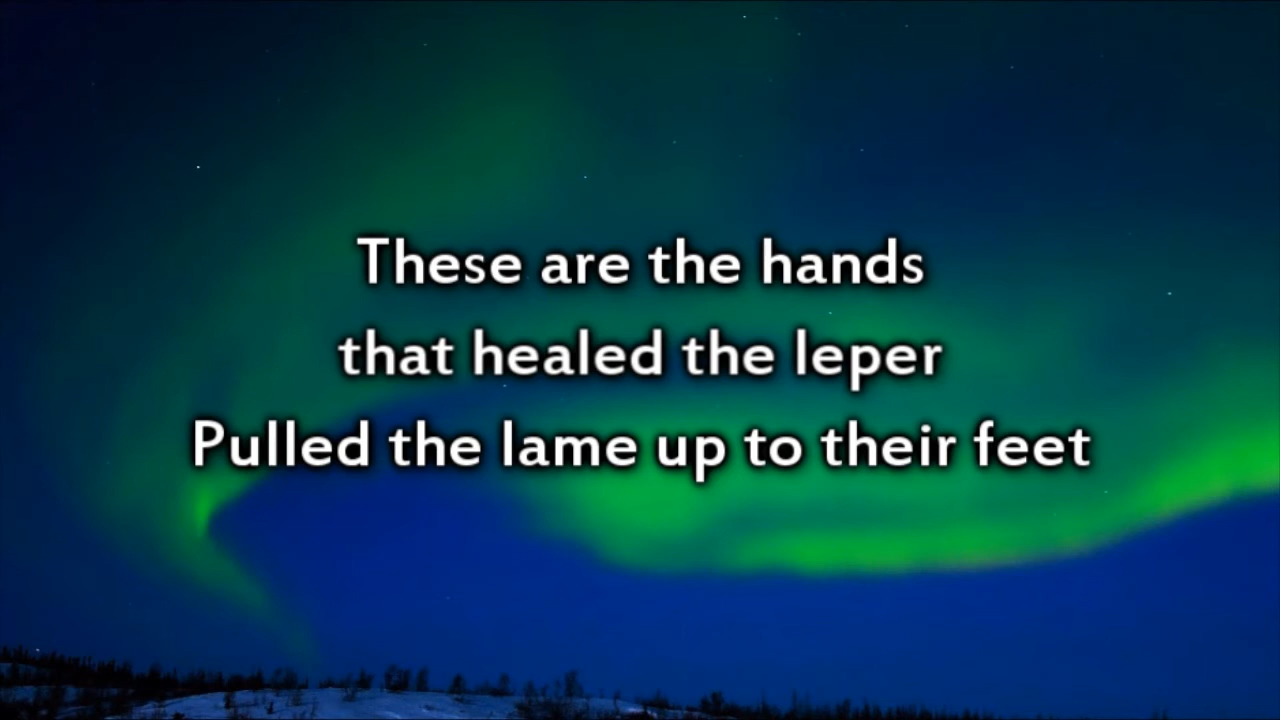 These are the hands
that healed the leper
Pulled the lame up to their feet